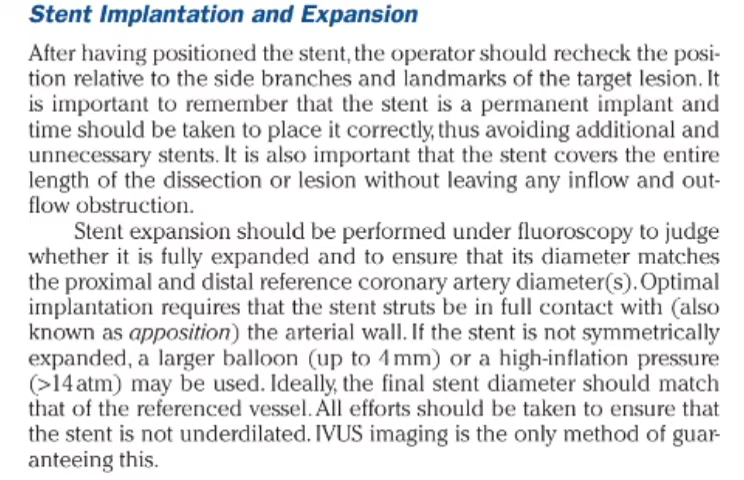 Stent Implantation and Expansion
After having positioned the stent, the operator should recheck the posi-
tion relative to the side branches and landmarks of the target lesion. It
is important to remember that the stent is a permanent implant and
time should be taken to place it correctly, thus avoiding additional and
unnecessary stents. It is also important that the stent covers the entire
length of the dissection or lesion without leaving any inflow and out-
flow obstruction.
Stent expansion should be performed under fluoroscopy to judge
whether it is fully expanded and to ensure that its diameter matches
the proximal and distal reference coronary artery diameter(s). Optimal
implantation requires that the stent struts be in full contact with (also
known as apposition) the arterial wall. If the stent is not symmetrically
expanded, a larger balloon (up to 4 mm) or a high-inflation pressure
(>14 atm) may be used. Ideally, the final stent diameter should match
that of the referenced vessel. All efforts should be taken to ensure that
the stent is not underdilated. IVUS imaging is the only method of guar-
anteeing this.